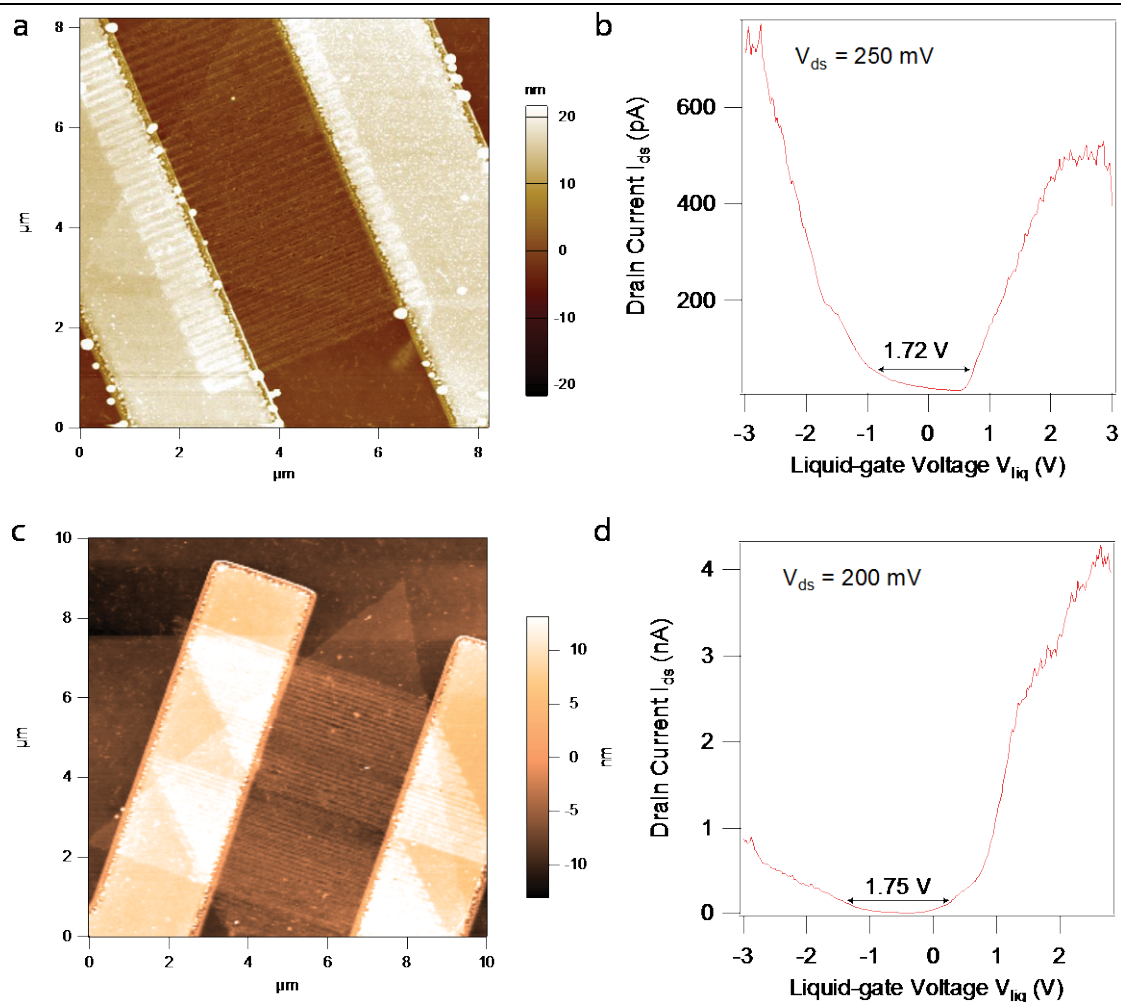 a
8
6
4
2
0
µm
0
2
4
6
8
µm
nm
20
10
0
-10
-20
b
V_ds = 250 mV
600
400
200
Drain Current I_ds (pA)
1.72 V
-3
-2
-1
0
1
2
3
Liquid-gate Voltage V_liq (V)
c
10
8
6
4
2
0
µm
0
2
4
6
8
10
µm
10
5
0
-5
-10
nm
d
V_ds = 200 mV
4
3
2
1
0
Drain Current I_ds (nA)
1.75 V
-3
-2
-1
0
1
2
Liquid-gate Voltage V_liq (V)